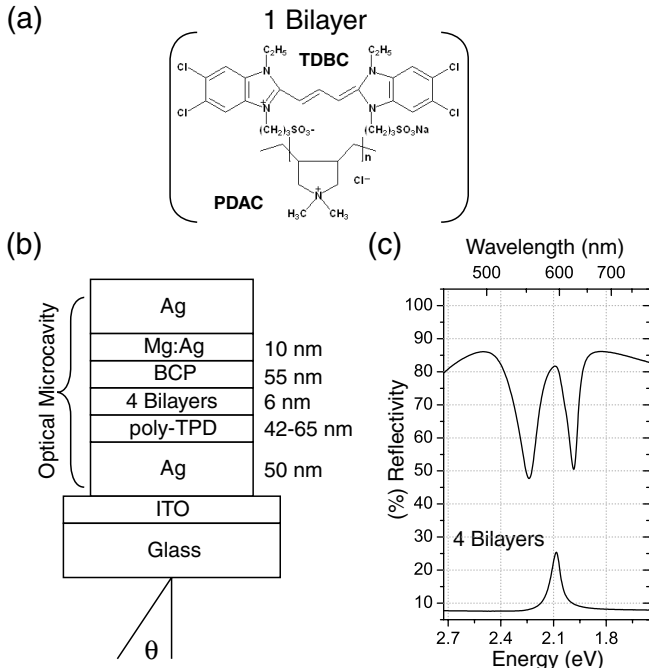 (a)
1 Bilayer
C₂H₅ TDBC C₂H₅
Cl N N Cl
Cl N+ N Cl
(CH₂)₃SO₃- (CH₂)₃SO₃Na
n
Cl⁻
PDAC N+
H₃C CH₃
(b)
Optical Microcavity
Ag
Mg:Ag 10 nm
BCP 55 nm
4 Bilayers 6 nm
poly-TPD 42-65 nm
Ag 50 nm
ITO
Glass
θ
(c)
Wavelength (nm)
500 600 700
(%) Reflectivity
100
90
80
70
60
50
40
30
20
10
4 Bilayers
2.7 2.4 2.1 1.8
Energy (eV)